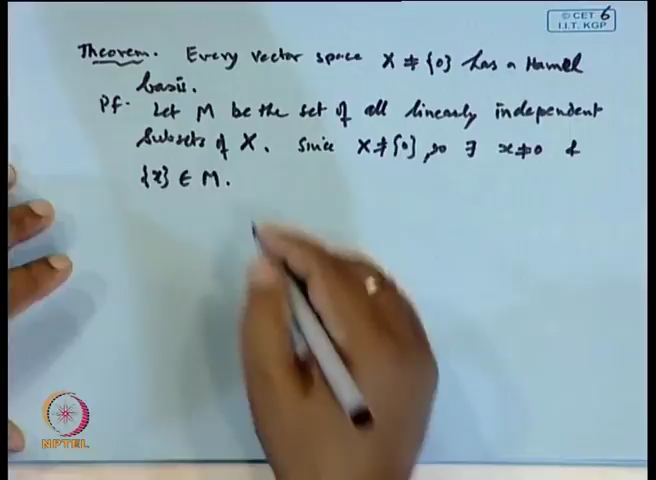 © CET 6
I.I.T. KGP
Theorem. Every vector space X ≠ {0} has a Hamel
basis.
Pf. Let M be the set of all linearly independent
Subsets of X. Since X ≠ {0}, so ∃ x ≠ 0 &
{x} ∈ M.
NPTEL